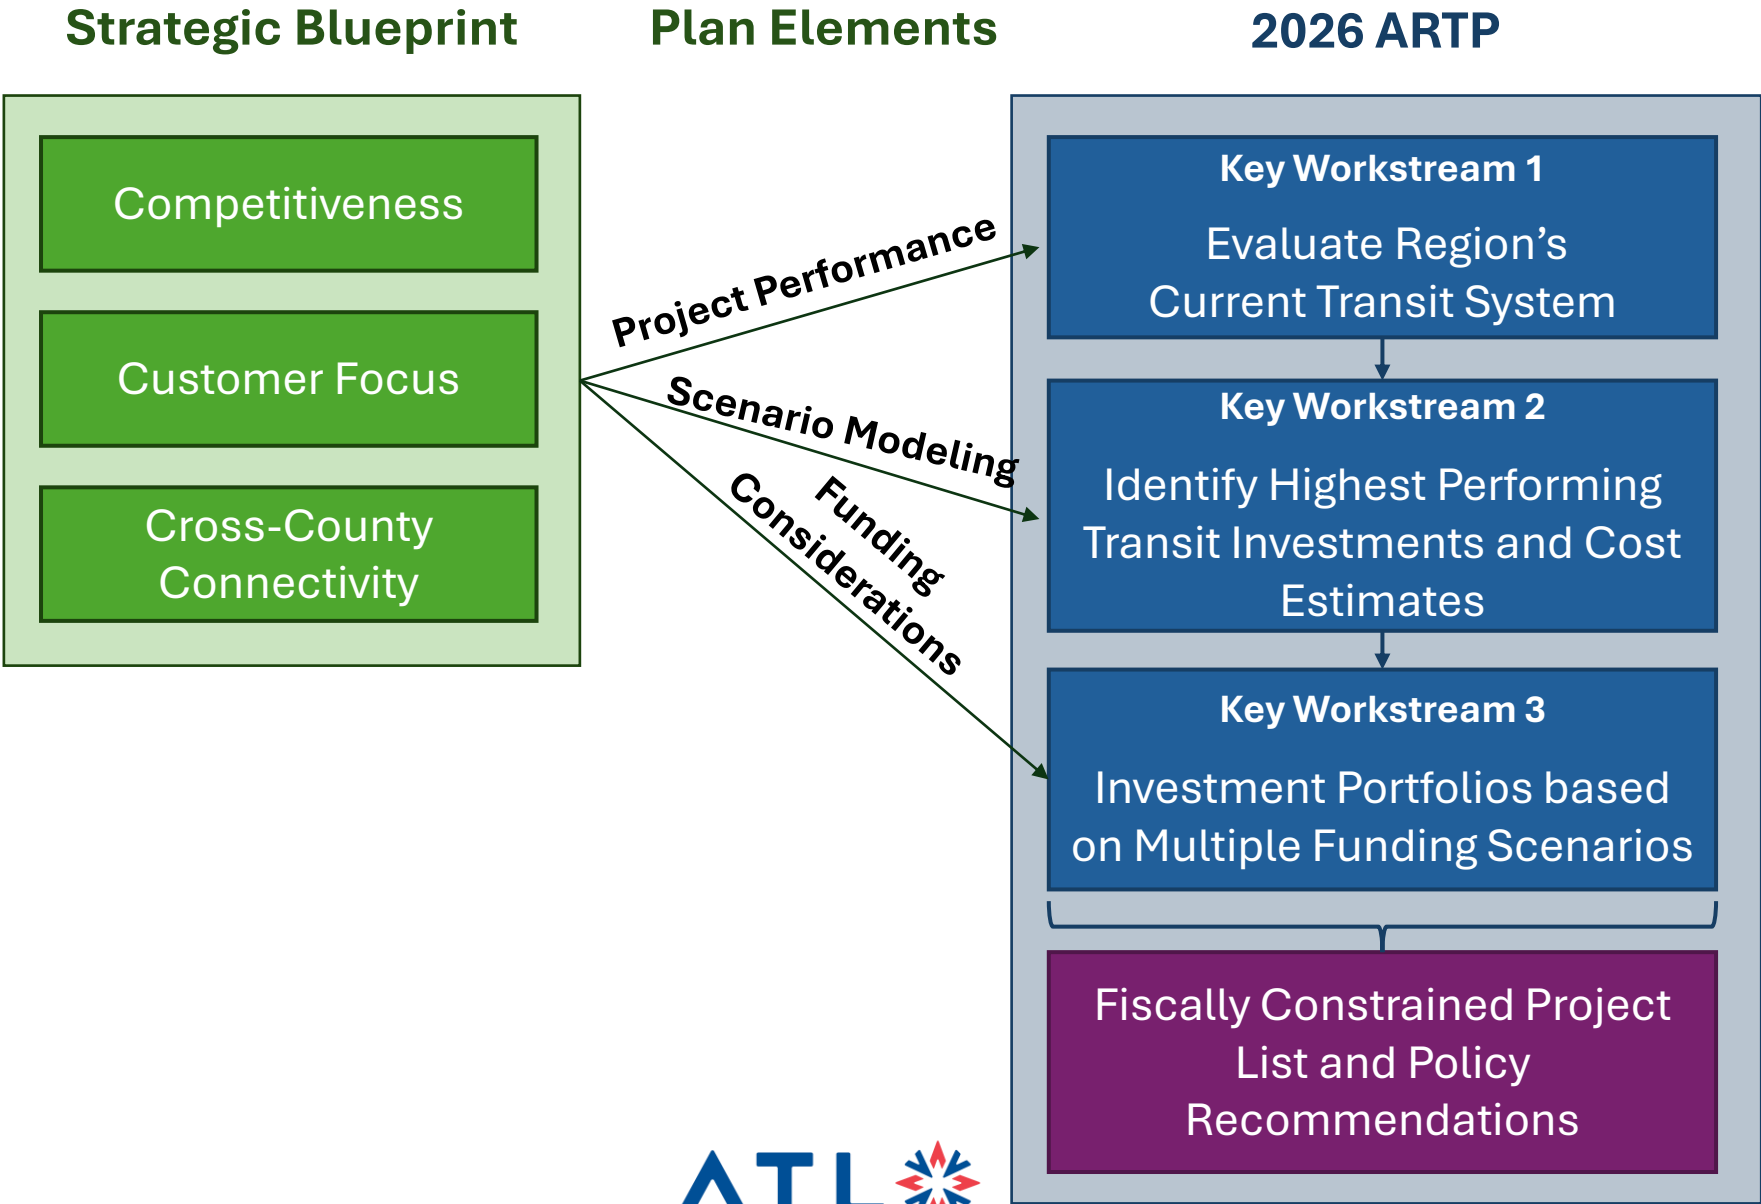 Strategic Blueprint
Plan Elements
2026 ARTP
Competitiveness
Customer Focus
Cross-County
Connectivity
Project Performance
Scenario Modeling
Funding
Considerations
Key Workstream 1
Evaluate Region’s
Current Transit System
Key Workstream 2
Identify Highest Performing
Transit Investments and Cost
Estimates
Key Workstream 3
Investment Portfolios based
on Multiple Funding Scenarios
Fiscally Constrained Project
List and Policy
Recommendations
ATL